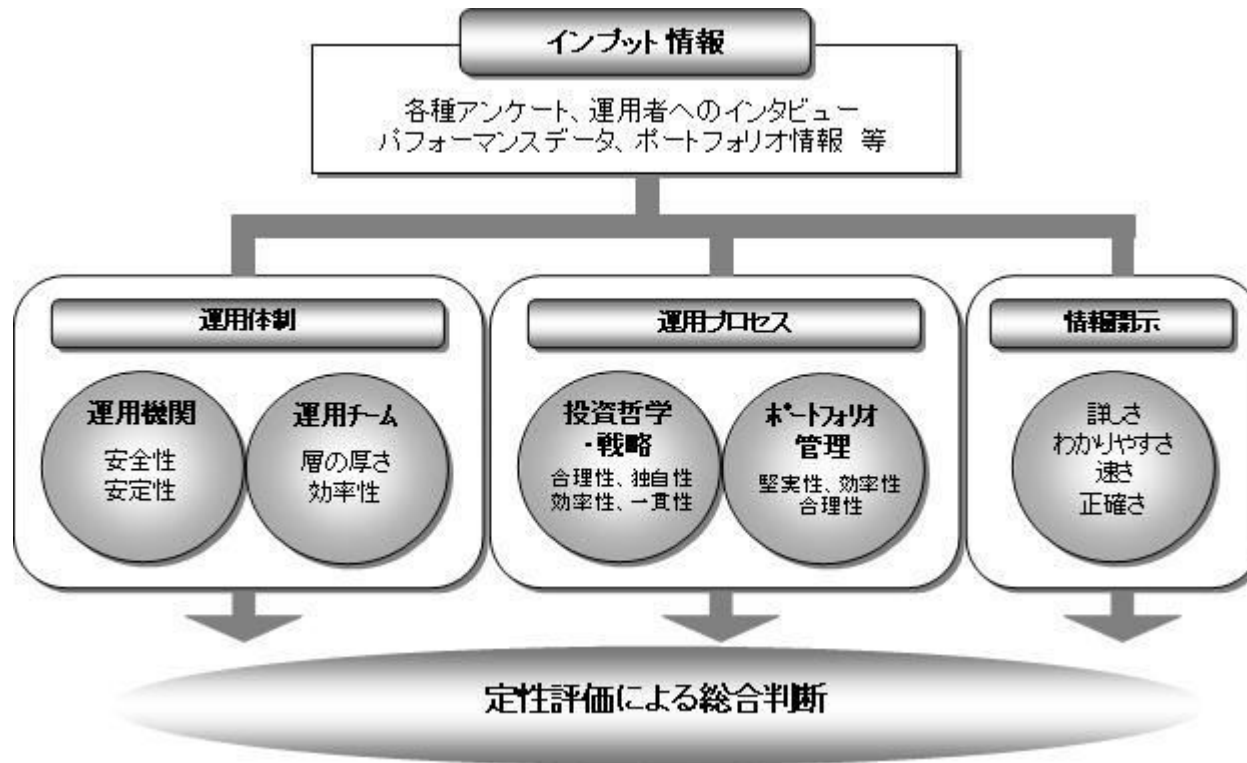 インプット情報
各種アンケート、運用者へのインタビュー
パフォーマンスデータ、ポートフォリオ情報 等
運用体制
運用機関
安全性
安定性
運用チーム
層の厚さ
効率性
運用プロセス
投資哲学
・戦略
合理性、独自性
効率性、一貫性
ポートフォリオ
管理
堅実性、効率性
合理性
情報開示
詳しさ
わかりやすさ
速さ
正確さ
定性評価による総合判断